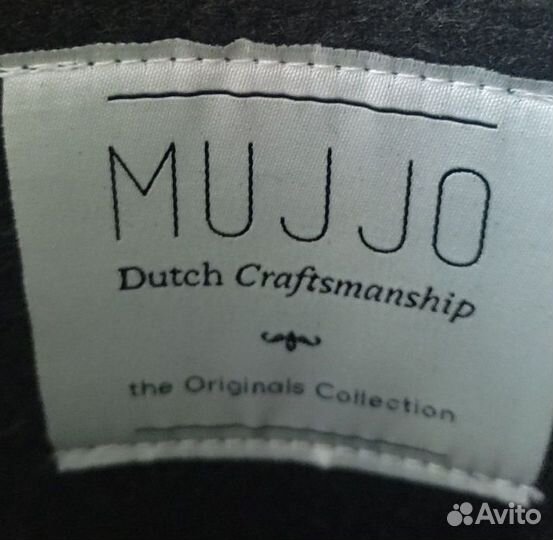 MUJJO
Dutch Craftsmanship
the Originals Collection
Avito